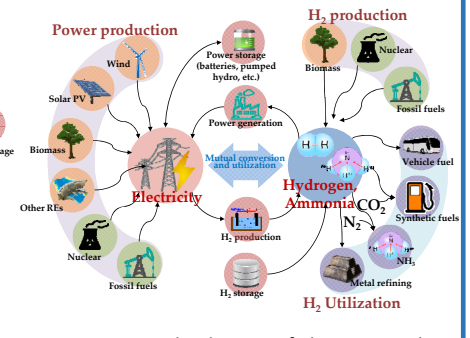 Power production
H₂ production
Wind
Solar PV
Biomass
Other REs
Nuclear
Fossil fuels
Electricity
Power storage
(batteries, pumped
hydro, etc.)
Power generation
Mutual conversion
and utilization
H₂ production
H₂ storage
Biomass
Nuclear
Fossil fuels
Hydrogen,
Ammonia
CO₂
N₂
Vehicle fuel
Synthetic fuels
NH₃
Metal refining
H₂ Utilization
age